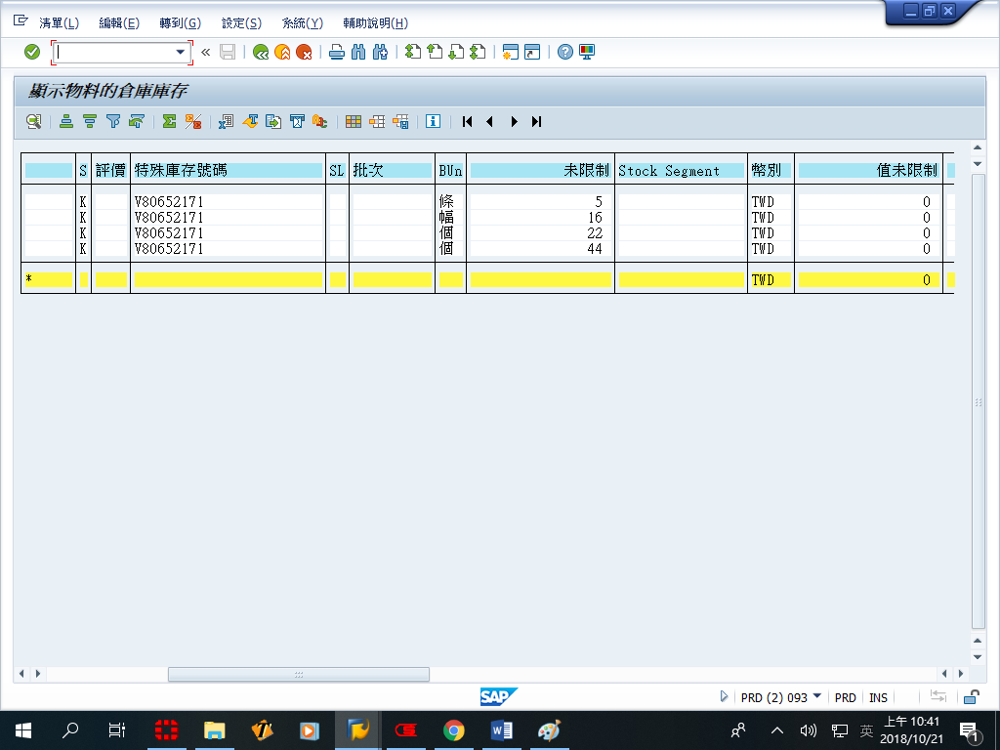 清單(L) 編輯(E) 轉到(G) 設定(S) 系統(Y) 輔助說明(H)
顯示物料的倉庫庫存
S 評價 特殊庫存號碼 SL 批次 BUn 未限制 Stock Segment 幣別 值未限制
K V80652171 條 5 TWD 0
K V80652171 幅 16 TWD 0
K V80652171 個 22 TWD 0
K V80652171 個 44 TWD 0
* TWD 0
SAP
PRD (2) 093 PRD INS
英 上午 10:41
2018/10/21
1